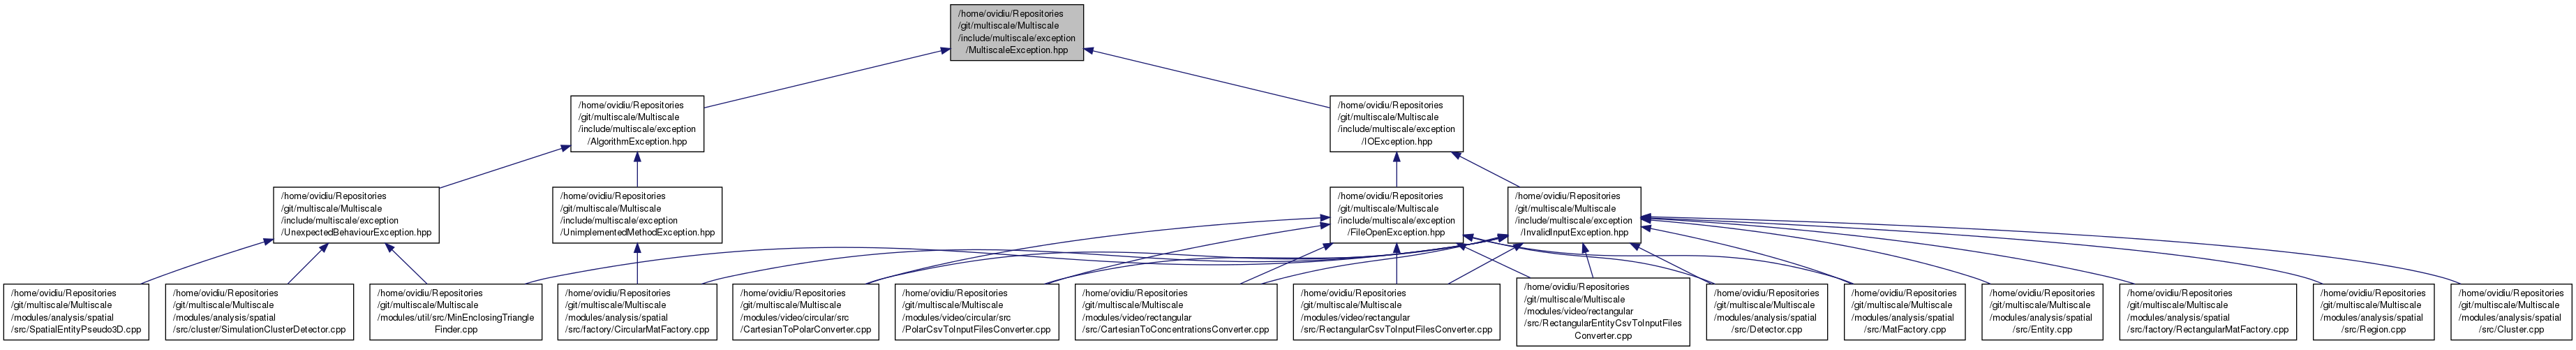 /home/ovidiu/Repositories
/git/multiscale/Multiscale
/include/multiscale/exception
/MultiscaleException.hpp
/home/ovidiu/Repositories
/git/multiscale/Multiscale
/include/multiscale/exception
/AlgorithmException.hpp
/home/ovidiu/Repositories
/git/multiscale/Multiscale
/include/multiscale/exception
/IOException.hpp
/home/ovidiu/Repositories
/git/multiscale/Multiscale
/include/multiscale/exception
/UnexpectedBehaviourException.hpp
/home/ovidiu/Repositories
/git/multiscale/Multiscale
/include/multiscale/exception
/UnimplementedMethodException.hpp
/home/ovidiu/Repositories
/git/multiscale/Multiscale
/include/multiscale/exception
/FileOpenException.hpp
/home/ovidiu/Repositories
/git/multiscale/Multiscale
/include/multiscale/exception
/InvalidInputException.hpp
/home/ovidiu/Repositories
/git/multiscale/Multiscale
/modules/analysis/spatial
/src/SpatialEntityPseudo3D.cpp
/home/ovidiu/Repositories
/git/multiscale/Multiscale
/modules/analysis/spatial
/src/cluster/SimulationClusterDetector.cpp
/home/ovidiu/Repositories
/git/multiscale/Multiscale
/modules/util/src/MinEnclosingTriangle
Finder.cpp
/home/ovidiu/Repositories
/git/multiscale/Multiscale
/modules/analysis/spatial
/src/factory/CircularMatFactory.cpp
/home/ovidiu/Repositories
/git/multiscale/Multiscale
/modules/video/circular/src
/CartesianToPolarConverter.cpp
/home/ovidiu/Repositories
/git/multiscale/Multiscale
/modules/video/circular/src
/PolarCsvToInputFilesConverter.cpp
/home/ovidiu/Repositories
/git/multiscale/Multiscale
/modules/video/rectangular
/src/CartesianToConcentrationsConverter.cpp
/home/ovidiu/Repositories
/git/multiscale/Multiscale
/modules/video/rectangular
/src/RectangularCsvToInputFilesConverter.cpp
/home/ovidiu/Repositories
/git/multiscale/Multiscale
/modules/video/rectangular
/src/RectangularEntityCsvToInputFiles
Converter.cpp
/home/ovidiu/Repositories
/git/multiscale/Multiscale
/modules/analysis/spatial
/src/Detector.cpp
/home/ovidiu/Repositories
/git/multiscale/Multiscale
/modules/analysis/spatial
/src/MatFactory.cpp
/home/ovidiu/Repositories
/git/multiscale/Multiscale
/modules/analysis/spatial
/src/Entity.cpp
/home/ovidiu/Repositories
/git/multiscale/Multiscale
/modules/analysis/spatial
/src/factory/RectangularMatFactory.cpp
/home/ovidiu/Repositories
/git/multiscale/Multiscale
/modules/analysis/spatial
/src/Region.cpp
/home/ovidiu/Repositories
/git/multiscale/Multiscale
/modules/analysis/spatial
/src/Cluster.cpp